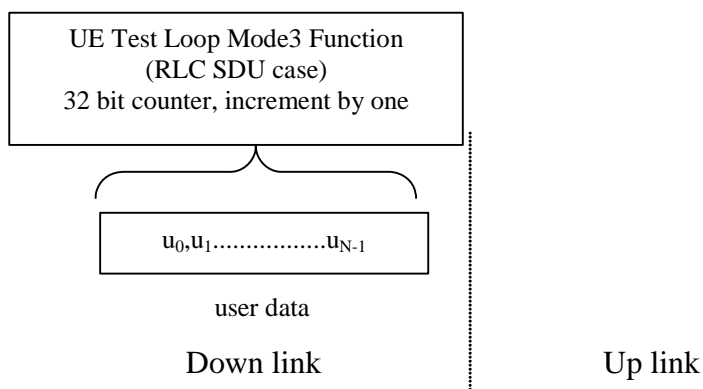 UE Test Loop Mode3 Function
(RLC SDU case)
32 bit counter, increment by one
u0,u1..................uN-1
user data
Down link
Up link